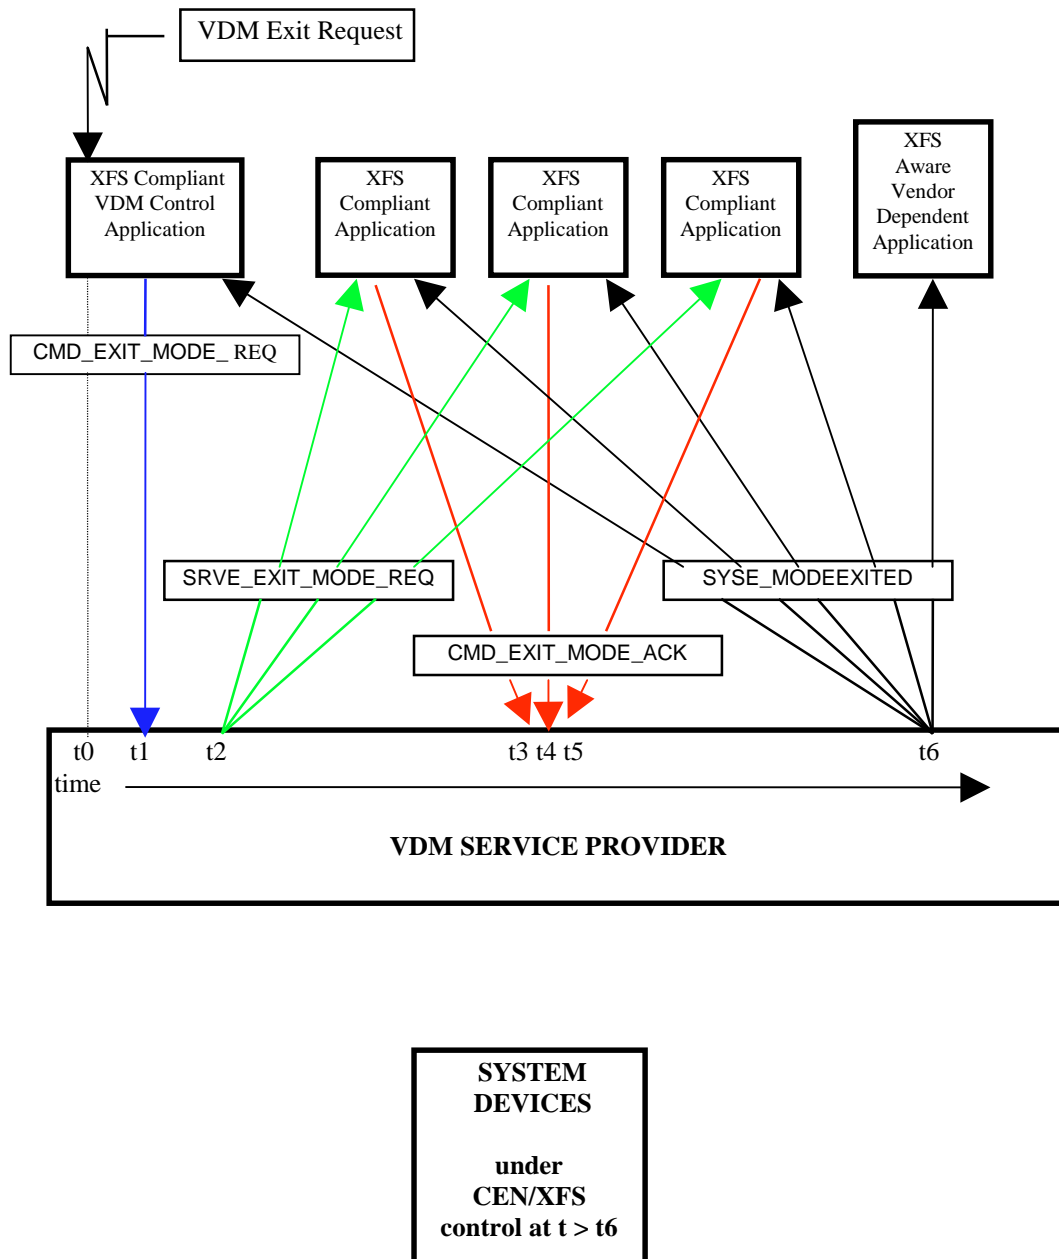 VDM Exit Request
XFS Compliant
VDM Control
Application
XFS
Compliant
Application
XFS
Compliant
Application
XFS
Compliant
Application
XFS
Aware
Vendor
Dependent
Application
CMD_EXIT_MODE_ REQ
SRVE_EXIT_MODE_REQ
SYSE_MODEEXITED
CMD_EXIT_MODE_ACK
t0 t1 t2 t3 t4 t5 t6
time
VDM SERVICE PROVIDER
SYSTEM
DEVICES
under
CEN/XFS
control at t > t6